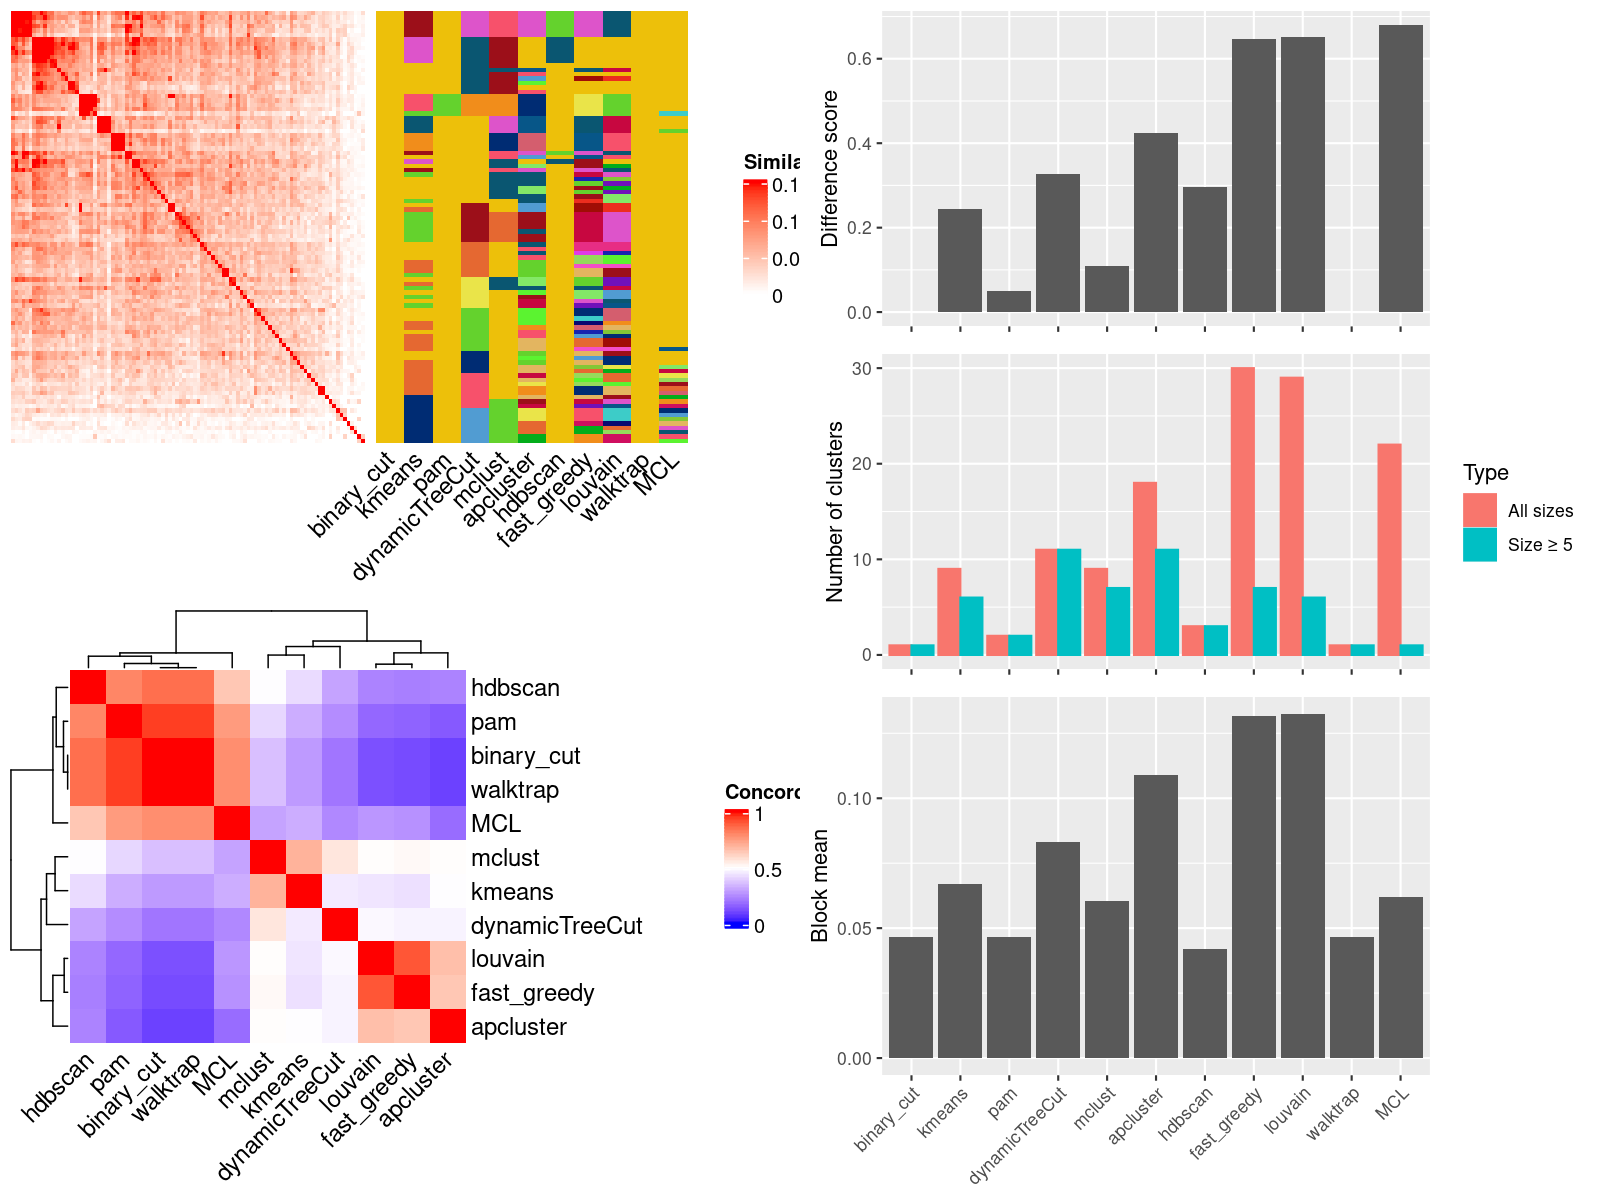 Simila
0.1
0.1
0.0
0
binary_cut
kmeans
pam
dynamicTreeCut
mclust
apcluster
hdbscan
fast_greedy
louvain
walktrap
MCL
hdbscan
pam
binary_cut
walktrap
MCL
mclust
kmeans
dynamicTreeCut
louvain
fast_greedy
apcluster
Concord
1
0.5
0
hdbscan
pam
binary_cut
walktrap
MCL
mclust
kmeans
dynamicTreeCut
louvain
fast_greedy
apcluster
Difference score
0.6
0.4
0.2
0.0
Number of clusters
30
20
10
0
Type
All sizes
Size ≥ 5
Block mean
0.10
0.05
0.00
binary_cut
kmeans
pam
dynamicTreeCut
mclust
apcluster
hdbscan
fast_greedy
louvain
walktrap
MCL